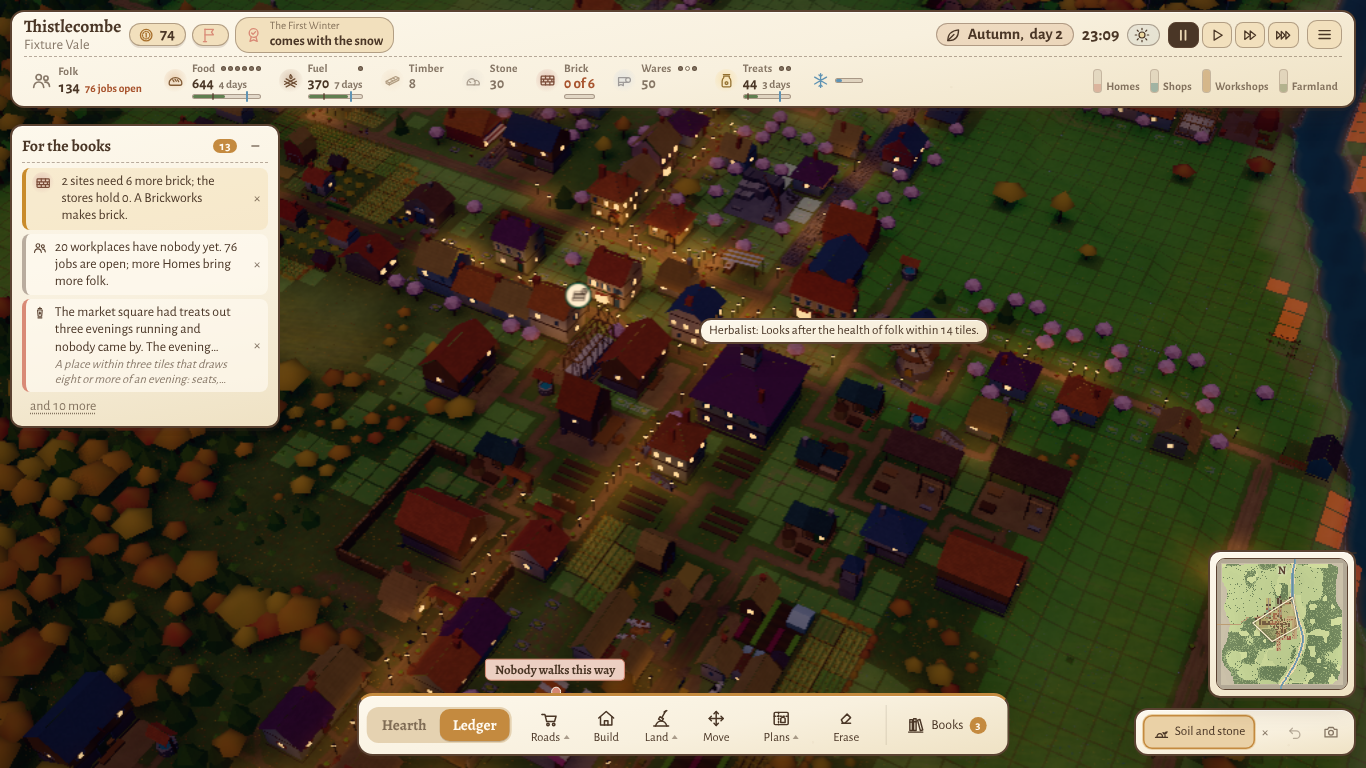 Thistlecombe
Fixture Vale
74
The First Winter
comes with the snow
Autumn, day 2
23:09
Folk
134 76 jobs open
Food
644 4 days
Fuel
370 7 days
Timber
8
Stone
30
Brick
0 of 6
Wares
50
Treats
44 3 days
Homes
Shops
Workshops
Farmland
For the books
13
2 sites need 6 more brick; the
stores hold 0. A Brickworks
makes brick.
20 workplaces have nobody yet. 76
jobs are open; more Homes bring
more folk.
The market square had treats out
three evenings running and
nobody came by. The evening…
A place within three tiles that draws
eight or more of an evening: seats,…
and 10 more
Herbalist: Looks after the health of folk within 14 tiles.
Nobody walks this way
N
Hearth
Ledger
Roads
Build
Land
Move
Plans
Erase
Books
3
Soil and stone